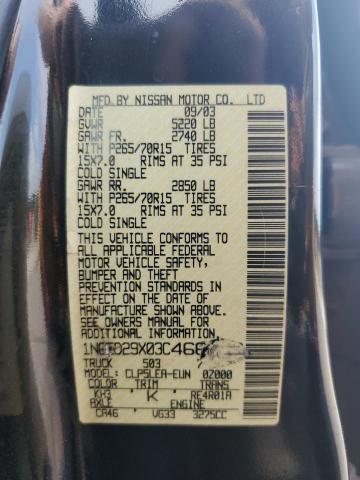 MFD BY NISSAN MOTOR CO. LTD
DATE 09/03
GVWR 5220 LB
GAWR FR. 2740 LB
WITH P265/70R15 TIRES
15X7.0 RIMS AT 35 PSI
COLD SINGLE
GAWR RR. 2850 LB
WITH P265/70R15 TIRES
15X7.0 RIMS AT 35 PSI
COLD SINGLE
THIS VEHICLE CONFORMS TO
ALL APPLICABLE FEDERAL
MOTOR VEHICLE SAFETY,
BUMPER AND THEFT
PREVENTION STANDARDS IN
EFFECT ON THE DATE OF
MANUFACTURE SHOWN ABOVE.
SEE OWNERS MANUAL FOR
ADDITIONAL INFORMATION
TRUCK 503
MODEL CLPSLEA-EUN 0Z000
COLOR TRIM TRANS
KH3 K RE4R01A
AXLE ENGINE
CA46 VG33 3275CC